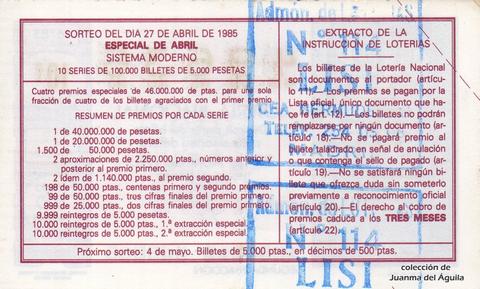 SORTEO DEL DIA 27 DE ABRIL DE 1985
ESPECIAL DE ABRIL
SISTEMA MODERNO
10 SERIES DE 100.000 BILLETES DE 5.000 PESETAS
Cuatro premios especiales de 46.000.000 de ptas. para una sola
fracción de cuatro de los billetes agraciados con el primer premio.
RESUMEN DE PREMIOS POR CADA SERIE
1 de 40.000.000 de pesetas.
1 de 20.000.000 de pesetas.
1.500 de 50.000 pesetas.
2 aproximaciones de 2.250.000 ptas., números anterior y
posterior al primer premio.
2 idem de 1.140.000 ptas., al premio segundo.
198 de 50.000 ptas., centenas primero y segundo premios.
99 de 50.000 ptas., tres cifras finales del primer premio.
999 de 25.000 ptas., dos cifras finales del primer premio.
9.999 reintegros de 5.000 pesetas.
10.000 reintegros de 5.000 ptas., 1.ª extracción especial.
10.000 reintegros de 5.000 ptas., 2.ª extracción especial.
EXTRACTO DE LA
INSTRUCCION DE LOTERIAS
Los billetes de la Lotería Nacional
son documentos al portador (artícu-
lo 11).—Los premios se pagan por la
Lista oficial, único documento que ha-
ce fe (art. 12).—Los billetes no podrán
reemplazarse por ningún documento (ar-
tículo 18).—No se pagará premio al
billete taladrado en señal de anulación
o que contenga el sello de pagado (ar-
tículo 19).—No se satisfará ningún bi-
llete que ofrezca duda sin someterlo
previamente a reconocimiento oficial
(artículo 20).—El derecho al cobro de
premios caduca a los TRES MESES
(artículo 22).
Próximo sorteo: 4 de mayo. Billetes de 5.000 ptas., en décimos de 500 ptas.
Nº 114
LISI
Nº 114
LISI
colección de
Juanma del Águila